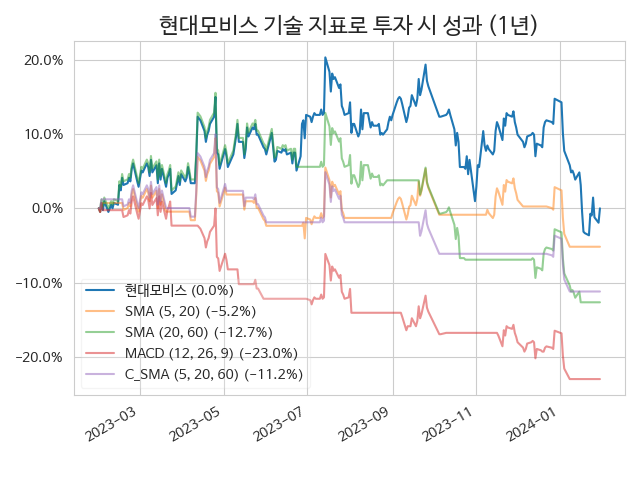 현대모비스 기술 지표로 투자 시 성과 (1년)
20.0%
10.0%
0.0%
−10.0%
−20.0%
현대모비스 (0.0%)
SMA (5, 20) (−5.2%)
SMA (20, 60) (−12.7%)
MACD (12, 26, 9) (−23.0%)
C_SMA (5, 20, 60) (−11.2%)
2023−03
2023−05
2023−07
2023−09
2023−11
2024−01